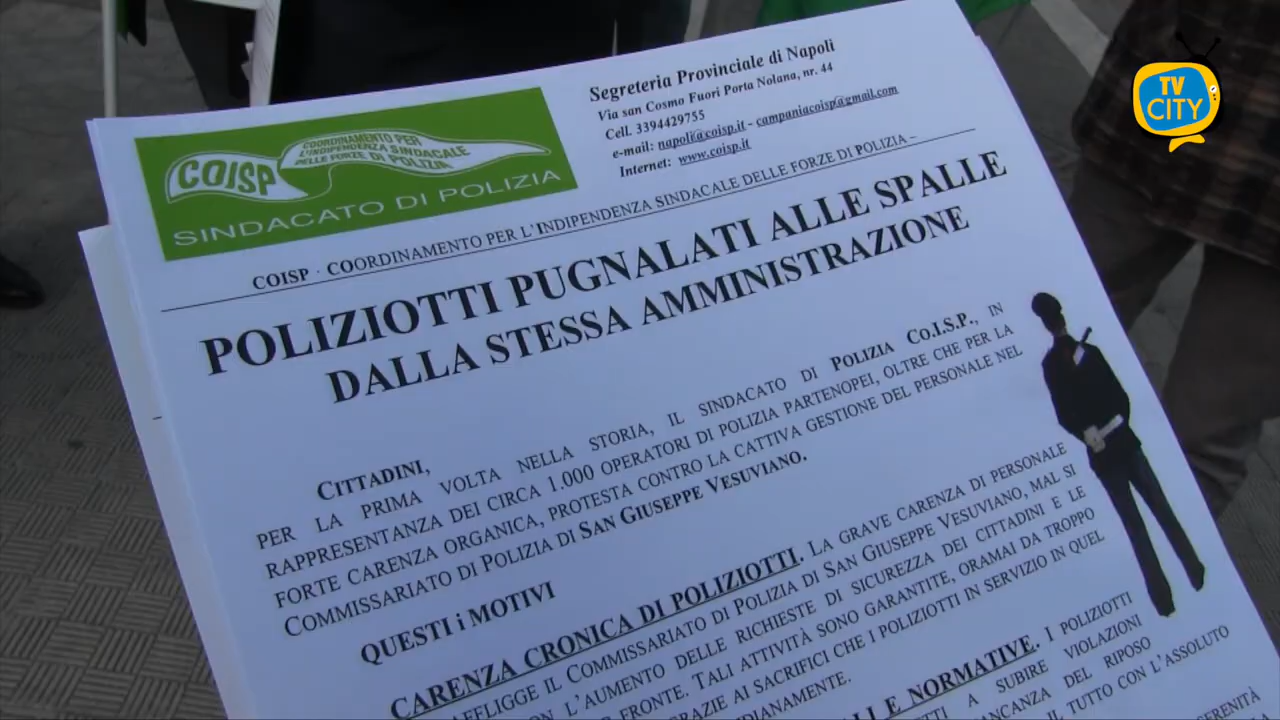 TV
CITY
Segreteria Provinciale di Napoli
Via san Cosmo Fuori Porta Nolana, nr. 44
Cell. 3394429755
e-mail: napoli@coisp.it - campaniacoisp@gmail.com
Internet: www.coisp.it
COISP
COORDINAMENTO PER
L'INDIPENDENZA SINDACALE
DELLE FORZE DI POLIZIA
SINDACATO DI POLIZIA
COISP · COORDINAMENTO PER L'INDIPENDENZA SINDACALE DELLE FORZE DI POLIZIA –
POLIZIOTTI PUGNALATI ALLE SPALLE
DALLA STESSA AMMINISTRAZIONE
CITTADINI,
PER LA PRIMA VOLTA NELLA STORIA, IL SINDACATO DI POLIZIA CO.I.S.P., IN
RAPPRESENTANZA DEI CIRCA 1.000 OPERATORI DI POLIZIA PARTENOPEI, OLTRE CHE PER LA
FORTE CARENZA ORGANICA, PROTESTA CONTRO LA CATTIVA GESTIONE DEL PERSONALE NEL
COMMISSARIATO DI POLIZIA DI SAN GIUSEPPE VESUVIANO.
QUESTI i MOTIVI
CARENZA CRONICA DI POLIZIOTTI. LA GRAVE CARENZA DI PERSONALE
AFFLIGGE IL COMMISSARIATO DI POLIZIA DI SAN GIUSEPPE VESUVIANO, MAL SI
CON L'AUMENTO DELLE RICHIESTE DI SICUREZZA DEI CITTADINI E LE
FRONTE. TALI ATTIVITÀ SONO GARANTITE, ORAMAI DA TROPPO
GRAZIE AI SACRIFICI CHE I POLIZIOTTI IN SERVIZIO IN QUEL
E NORMATIVE. I POLIZIOTTI
A SUBIRE VIOLAZIONI
DEL RIPOSO
IL TUTTO CON L'ASSOLUTO